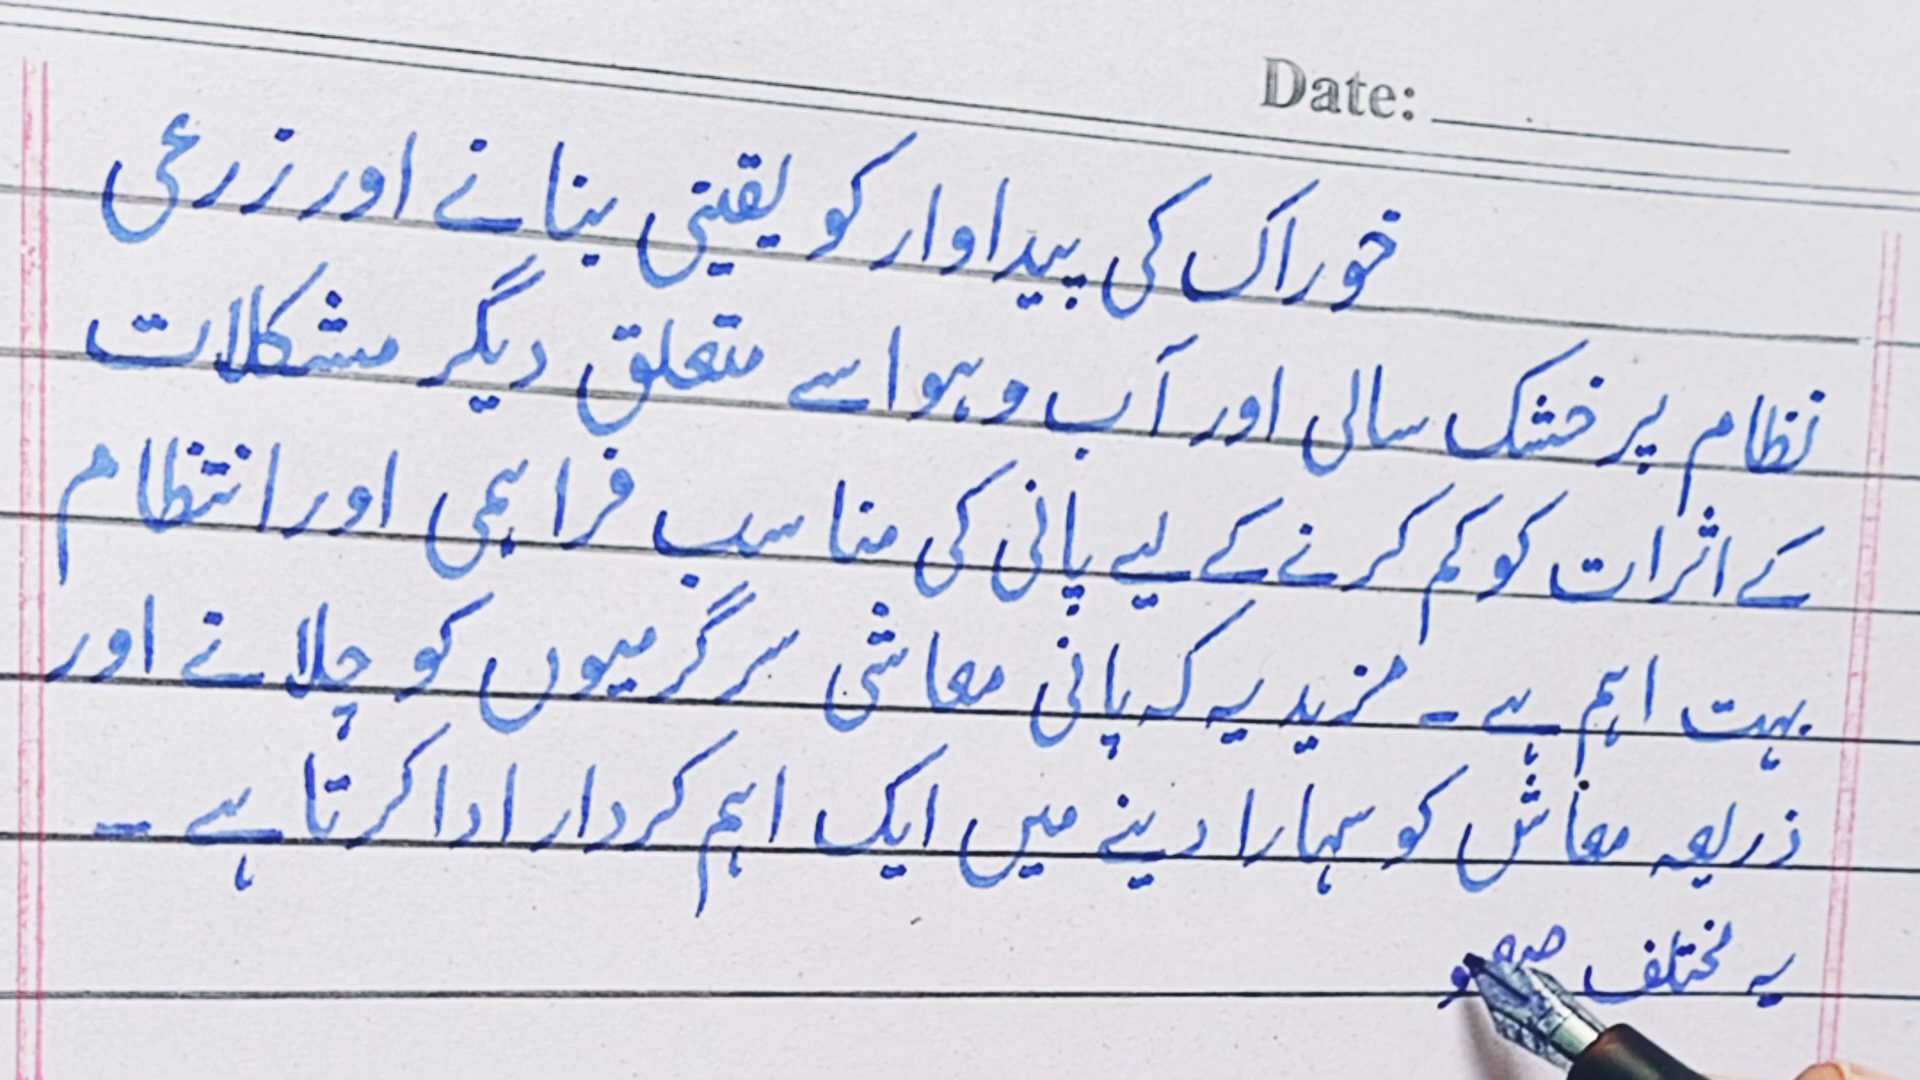 Date:
خوراک کی پیداوار کو یقینی بنانے اور زرعی
نظام پر خشک سالی اور آب و ہوا سے متعلق دیگر مشکلات
کے اثرات کو کم کرنے کے لیے پانی کی مناسب فراہمی اور انتظام
بہت اہم ہے ۔ مزید یہ کہ پانی معاشی سرگرمیوں کو چلانے اور
ذریعہ معاش کو سہارا دینے میں ایک اہم کردار ادا کرتا ہے ۔
یہ مختلف